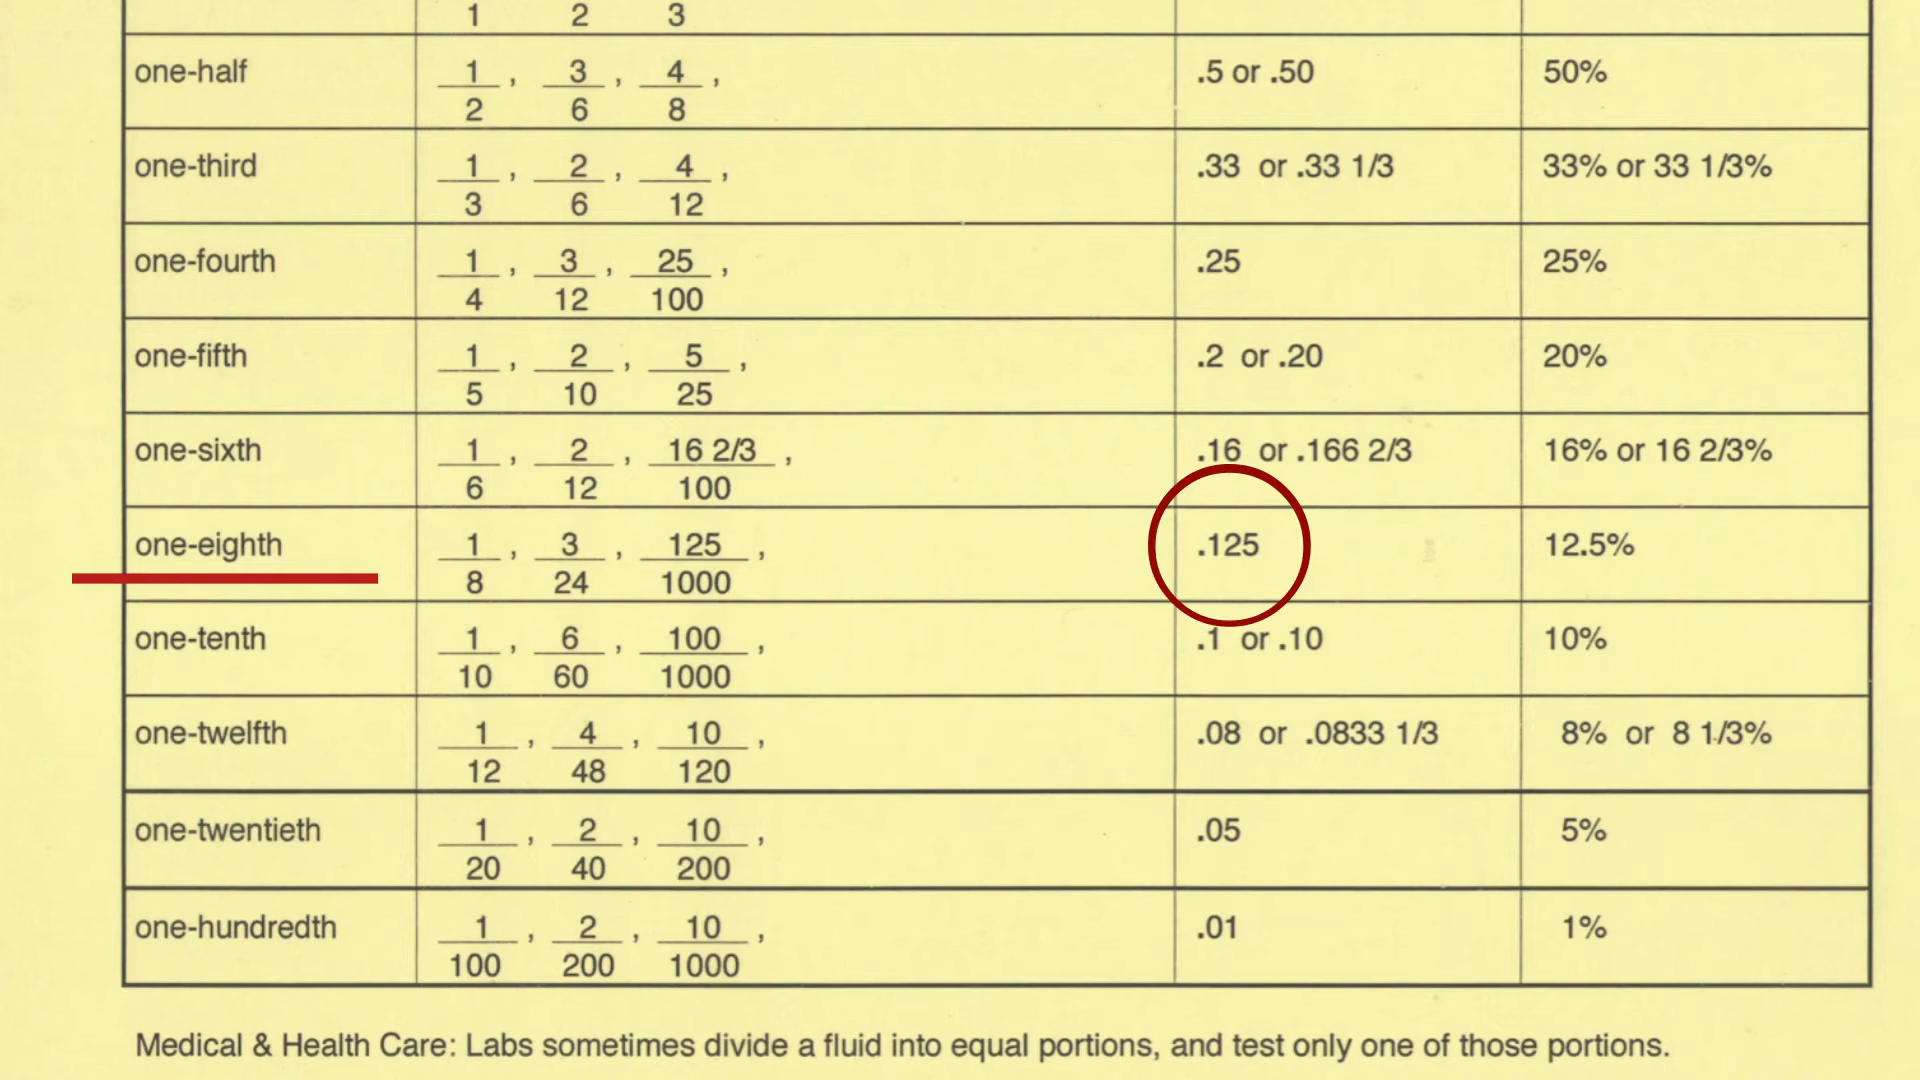 1 2 3
one-half 1/2 , 3/6 , 4/8 , .5 or .50 50%
one-third 1/3 , 2/6 , 4/12 , .33 or .33 1/3 33% or 33 1/3%
one-fourth 1/4 , 3/12 , 25/100 , .25 25%
one-fifth 1/5 , 2/10 , 5/25 , .2 or .20 20%
one-sixth 1/6 , 2/12 , 16 2/3/100 , .16 or .166 2/3 16% or 16 2/3%
one-eighth 1/8 , 3/24 , 125/1000 , .125 12.5%
one-tenth 1/10 , 6/60 , 100/1000 , .1 or .10 10%
one-twelfth 1/12 , 4/48 , 10/120 , .08 or .0833 1/3 8% or 8 1/3%
one-twentieth 1/20 , 2/40 , 10/200 , .05 5%
one-hundredth 1/100 , 2/200 , 10/1000 , .01 1%
Medical & Health Care: Labs sometimes divide a fluid into equal portions, and test only one of those portions.